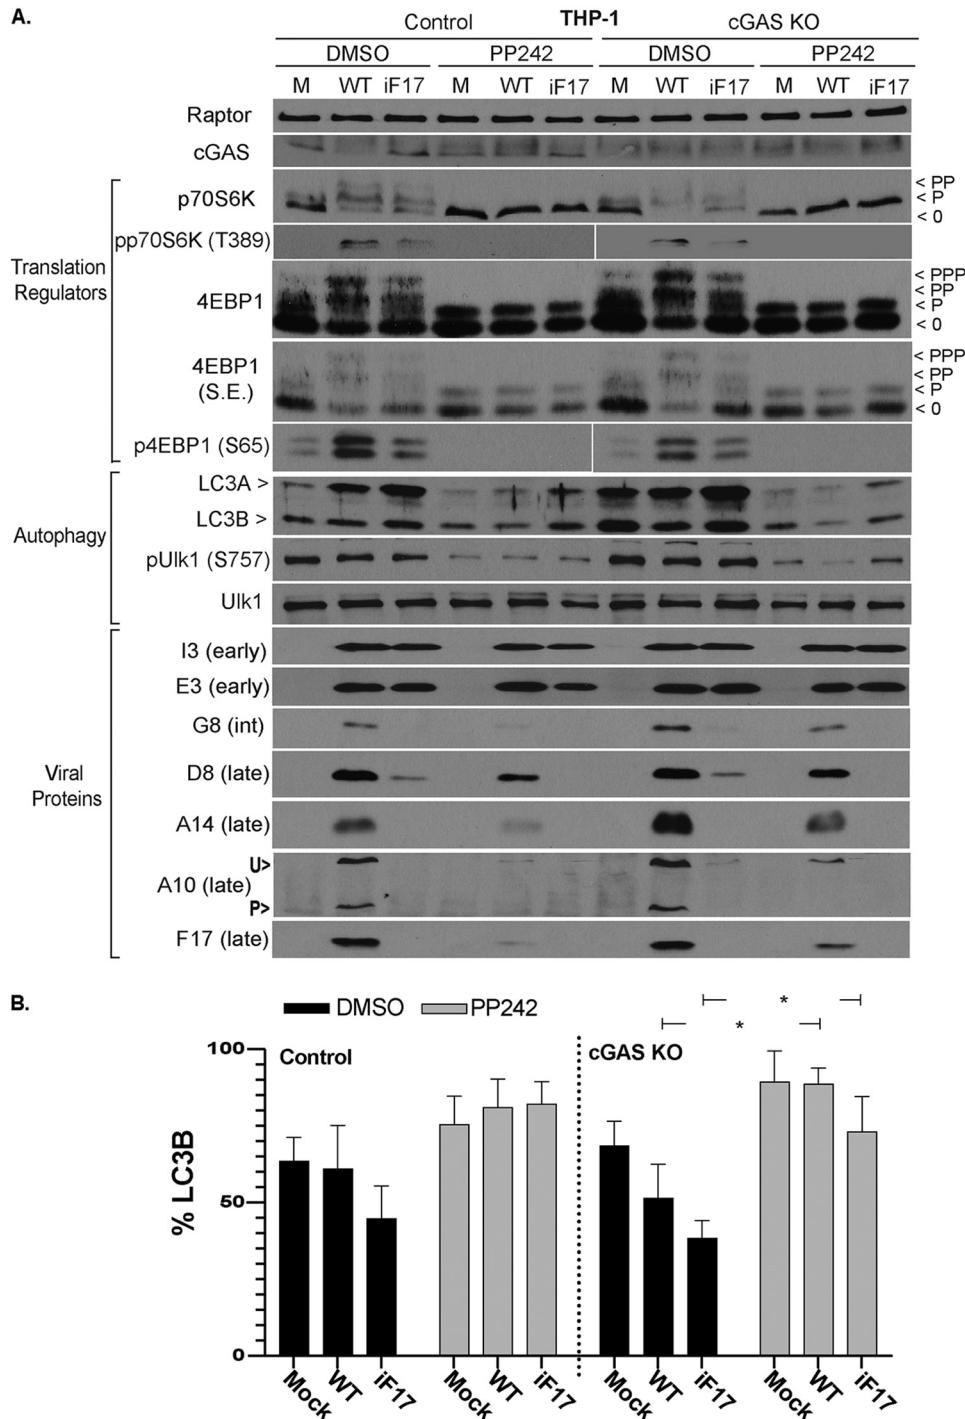 A.
Control THP-1 cGAS KO
DMSO PP242 DMSO PP242
M WT iF17 M WT iF17 M WT iF17 M WT iF17
Raptor
cGAS
p70S6K
< PP
< P
< 0
pp70S6K (T389)
Translation
Regulators
4EBP1
< PPP
< PP
< P
< 0
4EBP1
(S.E.)
< PPP
< PP
< P
< 0
p4EBP1 (S65)
LC3A >
LC3B >
Autophagy
pUlk1 (S757)
Ulk1
I3 (early)
E3 (early)
G8 (int)
Viral
Proteins
D8 (late)
A14 (late)
U>
A10 (late)
P>
F17 (late)
B.
DMSO PP242
*
*
Control cGAS KO
% LC3B
100
50
0
Mock WT iF17 Mock WT iF17 Mock WT iF17 Mock WT iF17